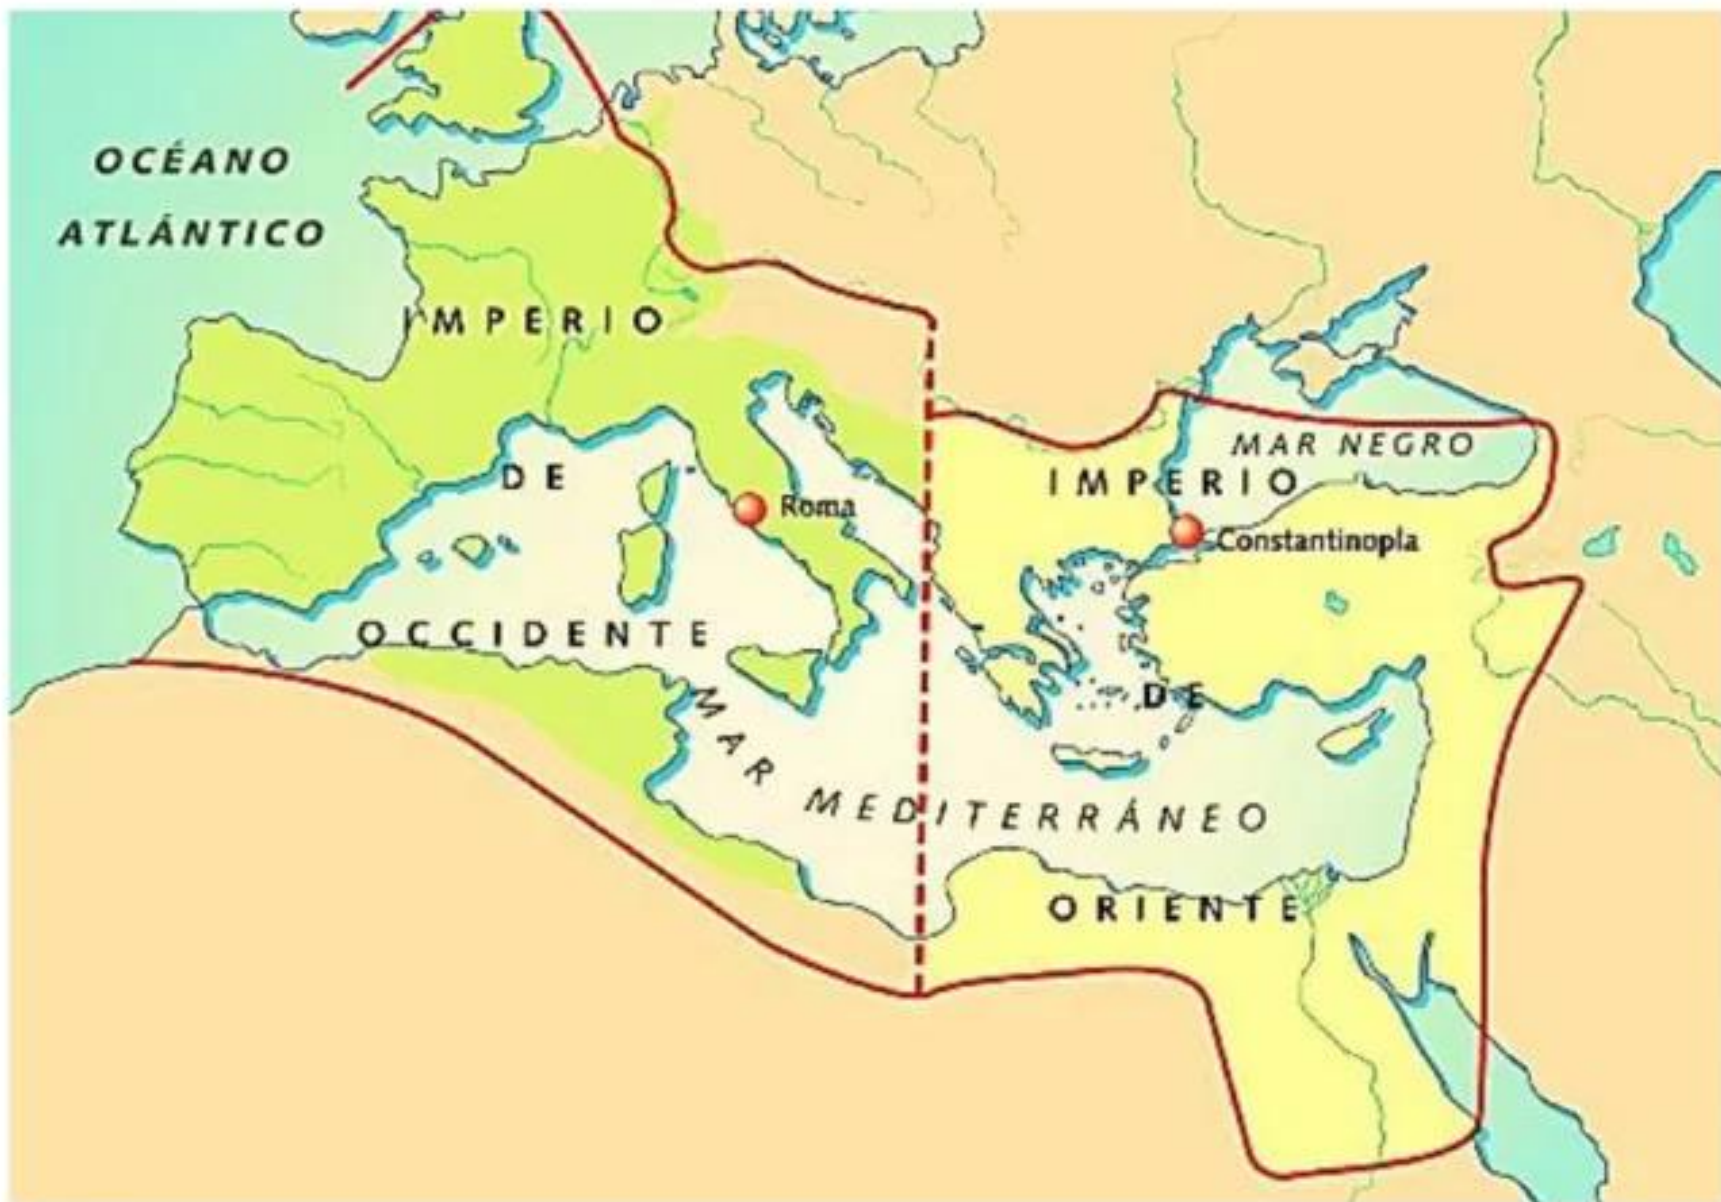 OCÉANO
ATLÁNTICO
IMPERIO
DE
OCCIDENTE
Roma
MAR NEGRO
IMPERIO
Constantinopla
DE
ORIENTE
MAR MEDITERRÁNEO